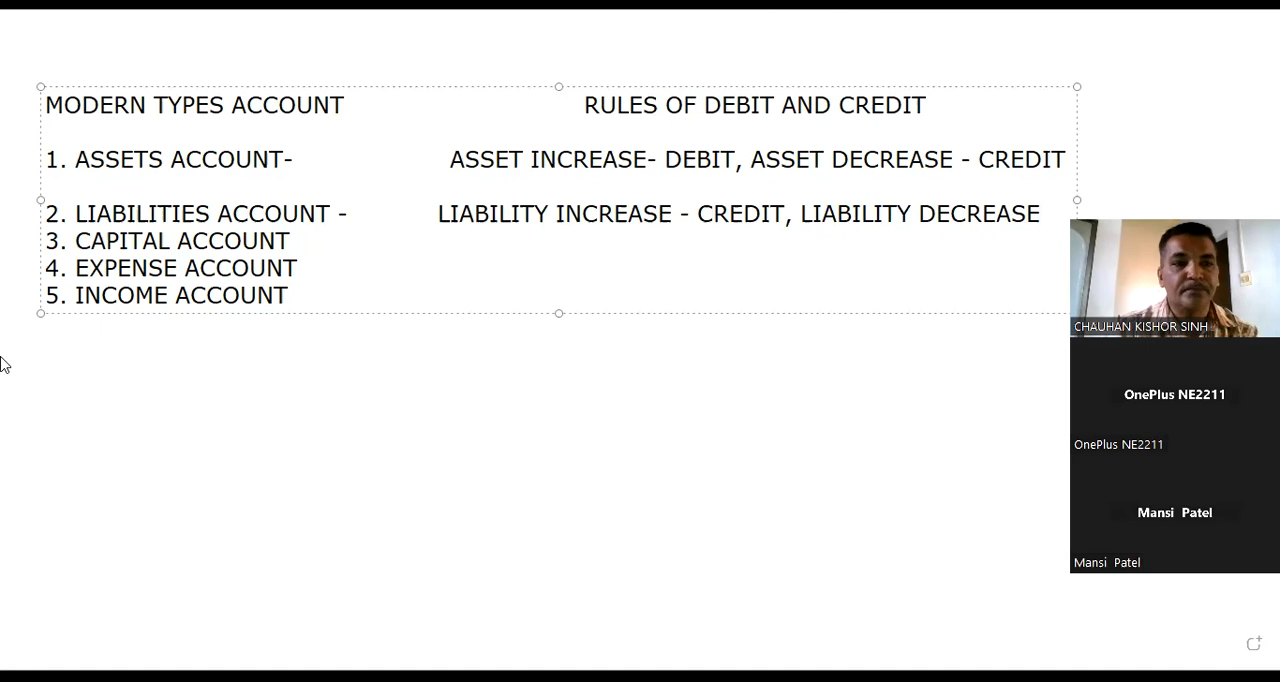 MODERN TYPES ACCOUNT RULES OF DEBIT AND CREDIT
1. ASSETS ACCOUNT- ASSET INCREASE- DEBIT, ASSET DECREASE - CREDIT
2. LIABILITIES ACCOUNT - LIABILITY INCREASE - CREDIT, LIABILITY DECREASE
3. CAPITAL ACCOUNT
4. EXPENSE ACCOUNT
5. INCOME ACCOUNT
CHAUHAN KISHOR SINH
OnePlus NE2211
OnePlus NE2211
Mansi Patel
Mansi Patel